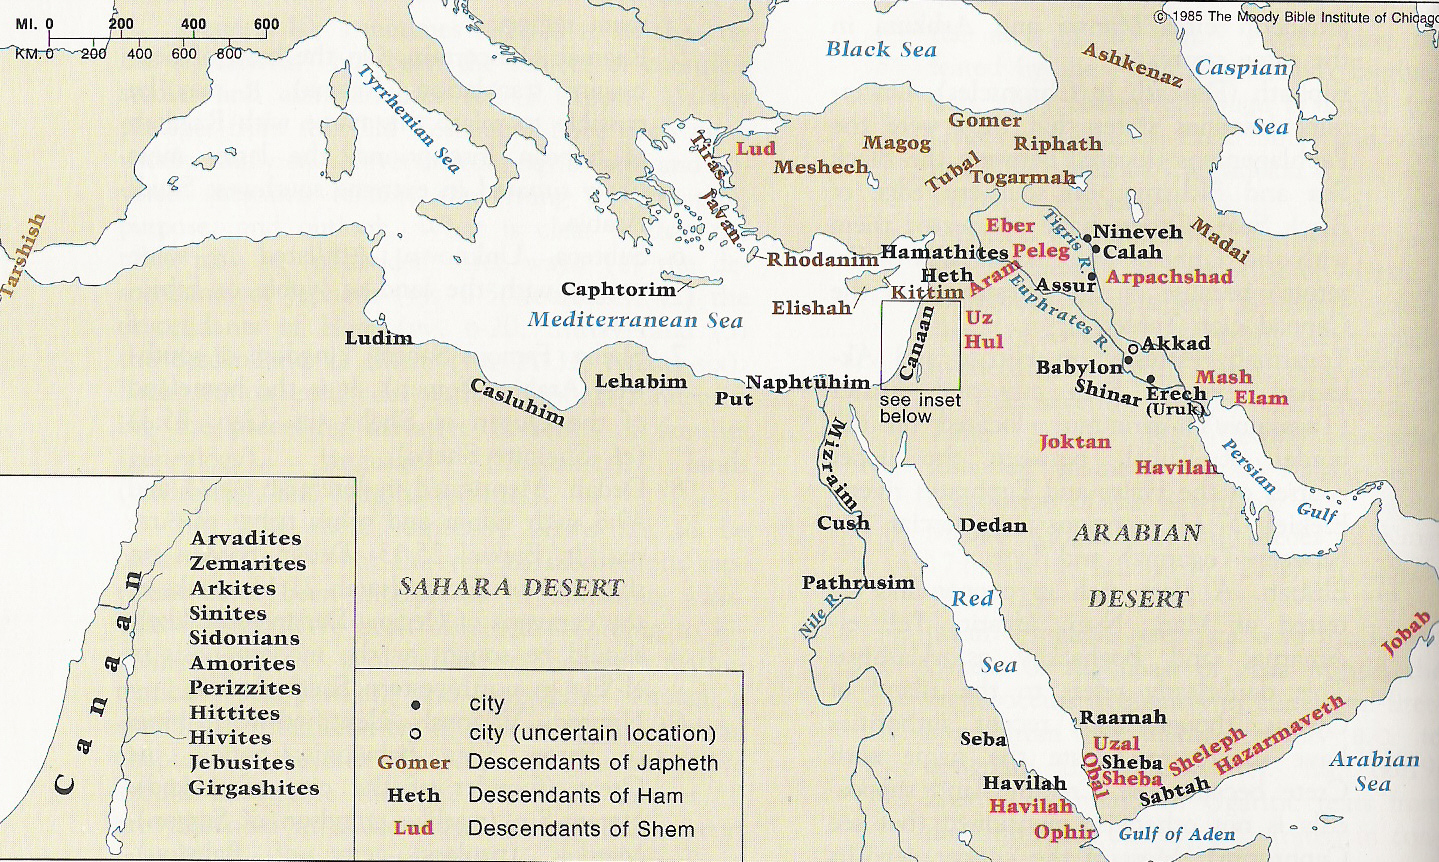 MI. 0 200 400 600
KM. 0 200 400 600 800
© 1985 The Moody Bible Institute of Chicago
Black Sea
Ashkenaz
Caspian
Sea
Tyrrhenian Sea
Gomer
Tiras
Lud
Magog
Riphath
Meshech
Tubal
Togarmah
Javan
Tarshish
Eber
Tigris R.
Nineveh
Madai
Hamathites
Peleg
Calah
Rhodanim
Heth
Aram
Arpachshad
Caphtorim
Kittim
Assur
Elishah
Euphrates R.
Mediterranean Sea
Uz
Ludim
Canaan
Hul
Akkad
Babylon
Casluhim
Lehabim
Naphtuhim
Shinar
Mash
Put
Erech
(Uruk)
Elam
see inset
below
Mizraim
Joktan
Havilah
Persian
Gulf
Cush
Dedan
ARABIAN
DESERT
SAHARA DESERT
Pathrusim
Nile R.
Red
Sea
Jobab
Raamah
Seba
Uzal
Sheba
Sheleph
Hazarmaveth
Obal
Sheba
Havilah
Sabtah
Havilah
Ophir
Gulf of Aden
Arabian
Sea
Canaan
Arvadites
Zemarites
Arkites
Sinites
Sidonians
Amorites
Perizzites
Hittites
Hivites
Jebusites
Girgashites
city
city (uncertain location)
Gomer Descendants of Japheth
Heth Descendants of Ham
Lud Descendants of Shem